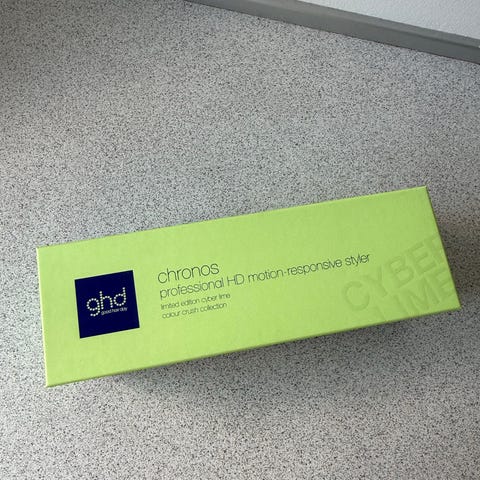 ghd
good hair day
chronos
professional HD motion-responsive styler
limited edition cyber lime
colour crush collection
CYBER
LIME